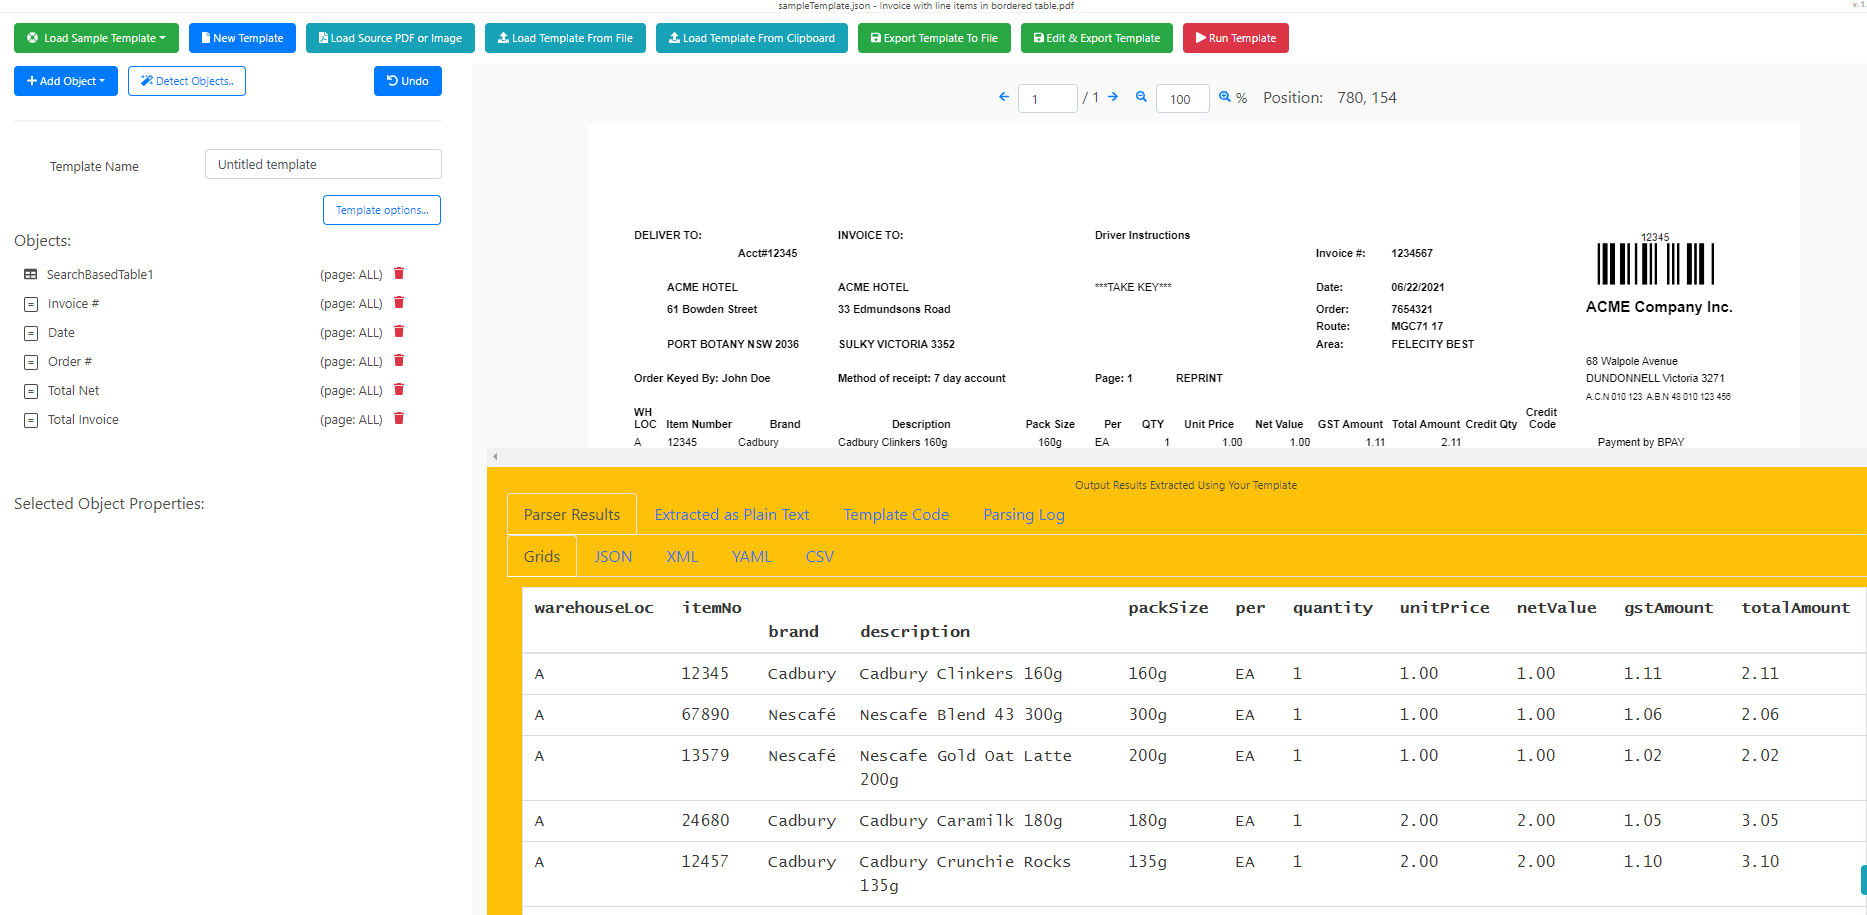 sampleTemplate.json - Invoice with line items in bordered table.pdf
v. 1.
Load Sample Template
New Template
Load Source PDF or Image
Load Template From File
Load Template From Clipboard
Export Template To File
Edit & Export Template
Run Template
Add Object
Detect Objects..
Undo
1 / 1 100 % Position: 780, 154
Template Name Untitled template
Template options...
Objects:
SearchBasedTable1 (page: ALL)
Invoice # (page: ALL)
Date (page: ALL)
Order # (page: ALL)
Total Net (page: ALL)
Total Invoice (page: ALL)
Selected Object Properties:
DELIVER TO: INVOICE TO: Driver Instructions 12345
Acct#12345 Invoice #: 1234567
ACME HOTEL ACME HOTEL ***TAKE KEY*** Date: 06/22/2021
61 Bowden Street 33 Edmundsons Road Order: 7654321 ACME Company Inc.
Route: MGC71 17
PORT BOTANY NSW 2036 SULKY VICTORIA 3352 Area: FELECITY BEST
68 Walpole Avenue
Order Keyed By: John Doe Method of receipt: 7 day account Page: 1 REPRINT DUNDONNELL Victoria 3271
A.C.N 010 123 A.B.N 48 010 123 456
WH LOC Item Number Brand Description Pack Size Per QTY Unit Price Net Value GST Amount Total Amount Credit Qty Credit Code
A 12345 Cadbury Cadbury Clinkers 160g 160g EA 1 1.00 1.00 1.11 2.11 Payment by BPAY
Output Results Extracted Using Your Template
Parser Results Extracted as Plain Text Template Code Parsing Log
Grids JSON XML YAML CSV
warehouseLoc itemNo brand description packSize per quantity unitPrice netValue gstAmount totalAmount
A 12345 Cadbury Cadbury Clinkers 160g 160g EA 1 1.00 1.00 1.11 2.11
A 67890 Nescafé Nescafe Blend 43 300g 300g EA 1 1.00 1.00 1.06 2.06
A 13579 Nescafé Nescafe Gold Oat Latte 200g 200g EA 1 1.00 1.00 1.02 2.02
A 24680 Cadbury Cadbury Caramilk 180g 180g EA 1 2.00 2.00 1.05 3.05
A 12457 Cadbury Cadbury Crunchie Rocks 135g 135g EA 1 2.00 2.00 1.10 3.10